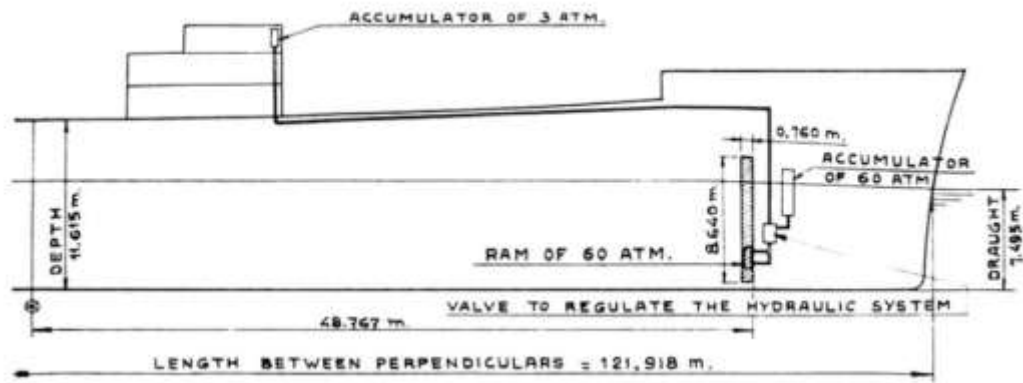 ACCUMULATOR OF 3 ATM.
0.760 m.
ACCUMULATOR
OF 60 ATM
DEPTH
11.615 m.
8.640 m.
DRAUGHT
7.495 m.
RAM OF 60 ATM.
VALVE TO REGULATE THE HYDRAULIC SYSTEM
48.767 m.
LENGTH BETWEEN PERPENDICULARS = 121,918 m.